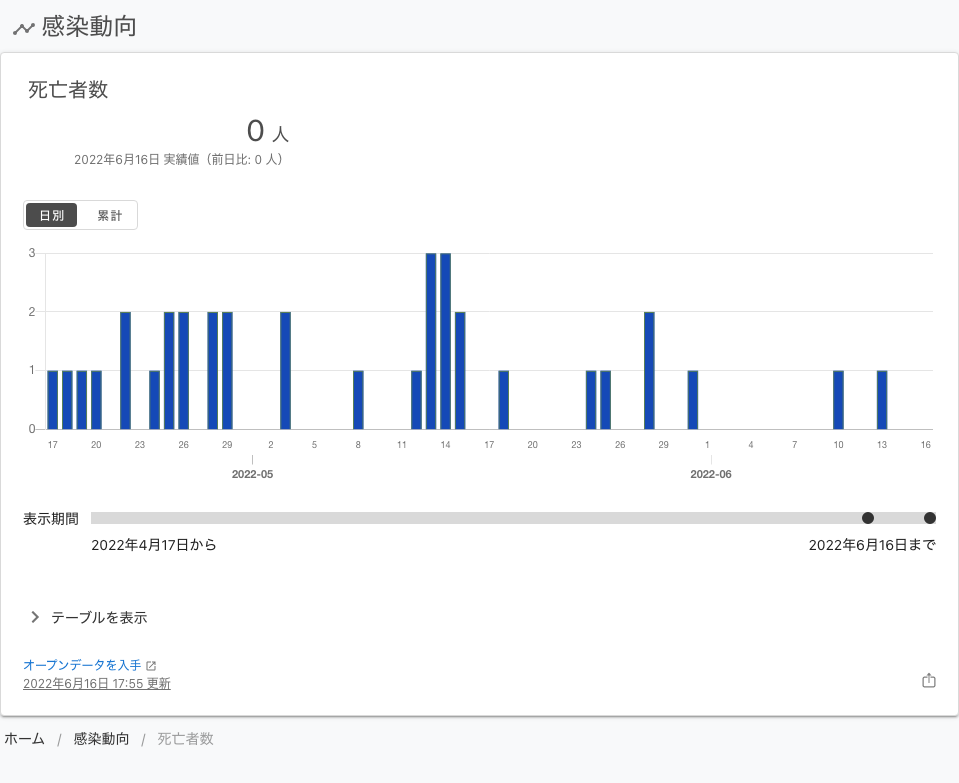 感染動向
死亡者数
0 人
2022年6月16日 実績値（前日比: 0 人）
日別 累計
3
2
1
0
17 20 23 26 29 2 5 8 11 14 17 20 23 26 29 1 4 7 10 13 16
2022-05 2022-06
表示期間
2022年4月17日から 2022年6月16日まで
テーブルを表示
オープンデータを入手
2022年6月16日 17:55 更新
ホーム / 感染動向 / 死亡者数